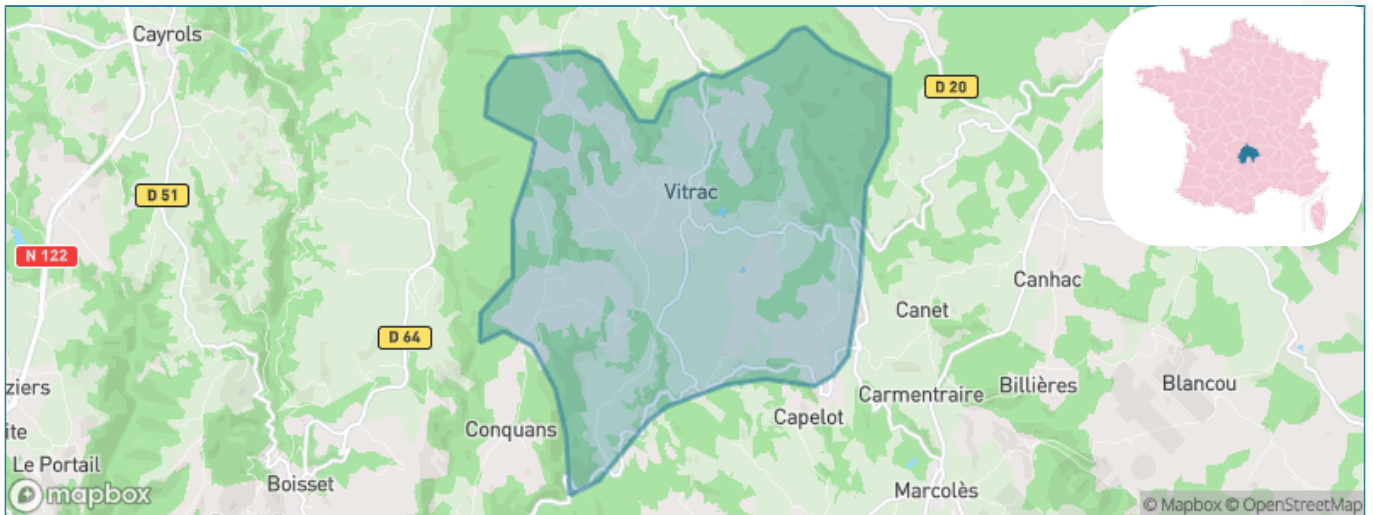 Cayrols
D 20
D 51
Vitrac
N 122
Canhac
Canet
D 64
ziers
Billières
Blancou
Carmentraire
Capelot
Conquans
ite
Le Portail
Boisset
Marcolès
mapbox
© Mapbox © OpenStreetMap